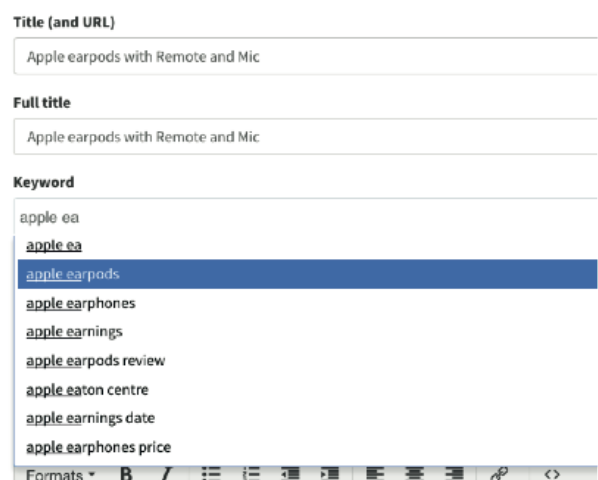 Title (and URL)
Apple earpods with Remote and Mic
Full title
Apple earpods with Remote and Mic
Keyword
apple ea
apple ea
apple earpods
apple earphones
apple earnings
apple earpods review
apple eaton centre
apple earnings date
apple earphones price
Formats B I <>